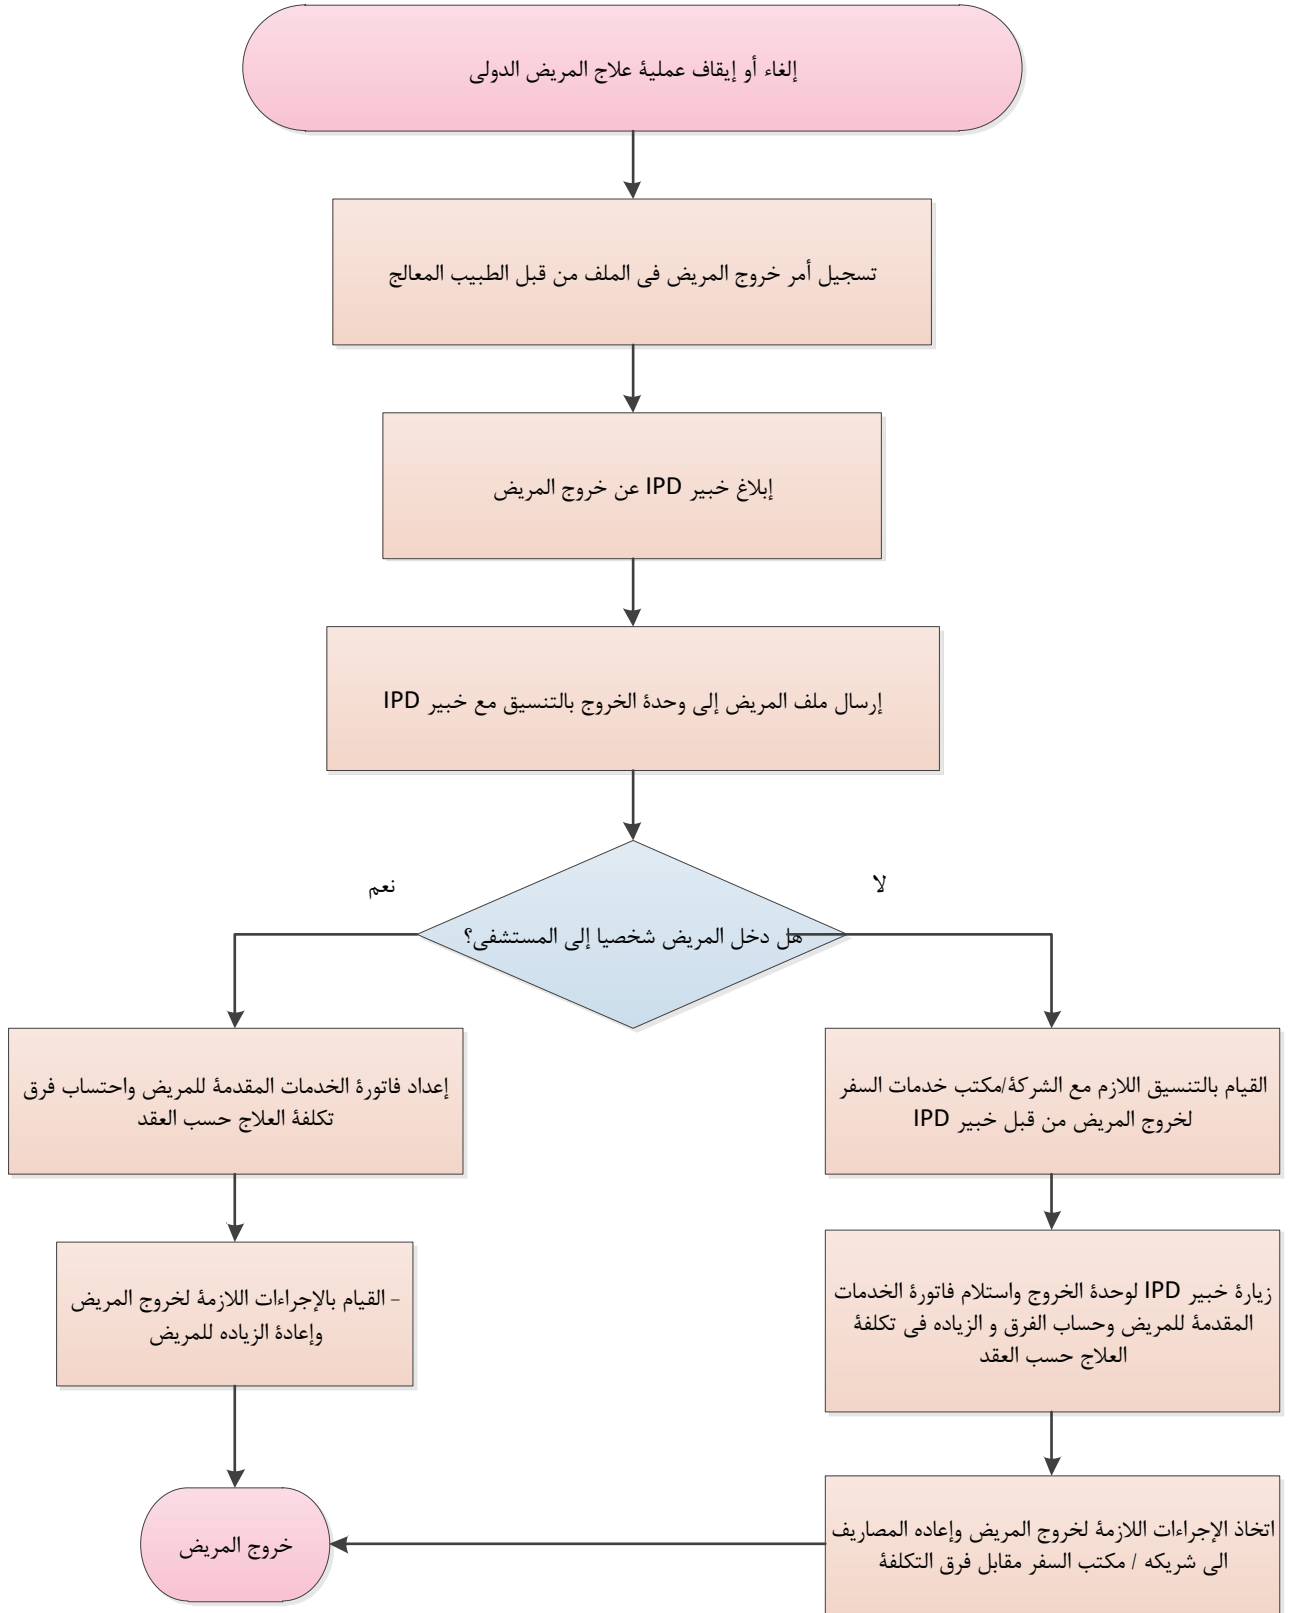 إلغاء أو إيقاف عملیة علاج المريض الدولی
تسجيل أمر خروج المريض فی الملف من قبل الطبيب المعالج
إبلاغ خبير IPD عن خروج المريض
إرسال ملف المريض إلى وحدة الخروج بالتنسيق مع خبير IPD
نعم
لا
هل دخل المريض شخصيا إلى المستشفى؟
القيام بالتنسيق اللازم مع الشركة/مكتب خدمات السفر
لخروج المريض من قبل خبير IPD
زيارة خبير IPD لوحدة الخروج واستلام فاتورة الخدمات
المقدمة للمريض وحساب الفرق و الزياده فی تكلفة
العلاج حسب العقد
اتخاذ الإجراءات اللازمة لخروج المريض وإعاده المصاريف
الى شريكه / مكتب السفر مقابل فرق التكلفة
إعداد فاتورة الخدمات المقدمة للمريض واحتساب فرق
تكلفة العلاج حسب العقد
– القيام بالإجراءات اللازمة لخروج المريض
وإعادة الزياده للمريض
خروج المريض